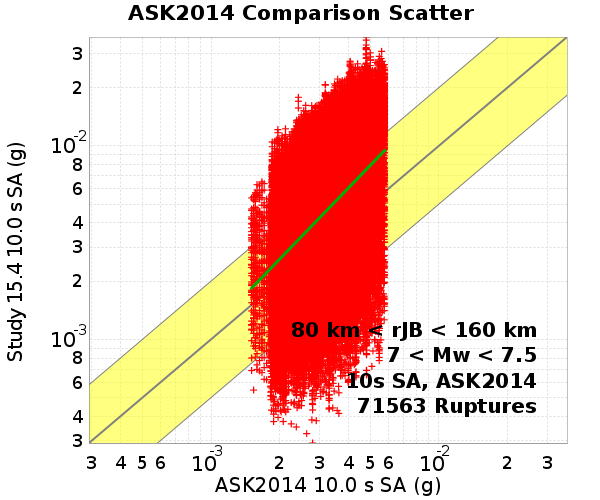 ASK2014 Comparison Scatter
Study 15.4 10.0 s SA (g)
3
2
10-2
8
6
4
3
2
10-3
8
6
4
3
80 km < rJB < 160 km
7 < Mw < 7.5
10s SA, ASK2014
71563 Ruptures
3 4 5 6 10-3 2 3 4 5 6 10-2 2 3
ASK2014 10.0 s SA (g)